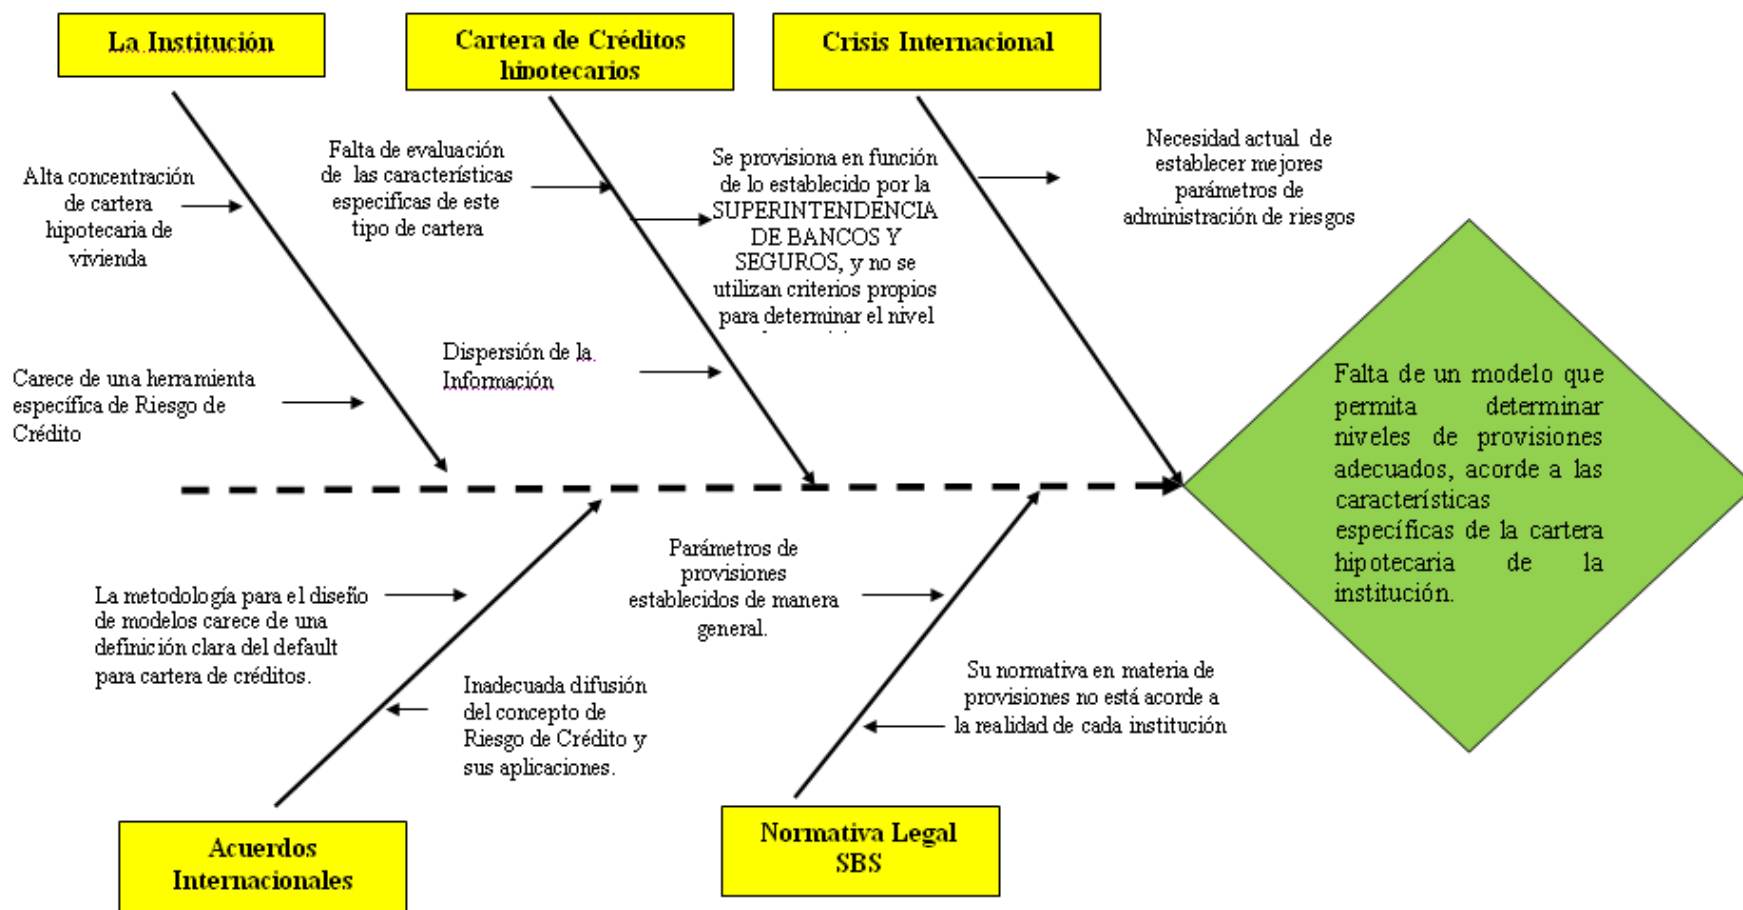 La Institución
Cartera de Créditos
hipotecarios
Crisis Internacional
Alta concentración
de cartera
hipotecaria de
vivienda
Carece de una herramienta
específica de Riesgo de
Crédito
Falta de evaluación
de las características
especificas de este
tipo de cartera
Dispersión de la
Información
Se provisiona en función
de lo establecido por la
SUPERINTENDENCIA
DE BANCOS Y
SEGUROS, y no se
utilizan criterios propios
para determinar el nivel
Necesidad actual de
establecer mejores
parámetros de
administración de riesgos
Falta de un modelo que
permita determinar
niveles de provisiones
adecuados, acorde a las
características
específicas de la cartera
hipotecaria de la
institución.
La metodología para el diseño
de modelos carece de una
definición clara del default
para cartera de créditos.
Inadecuada difusión
del concepto de
Riesgo de Crédito y
sus aplicaciones.
Parámetros de
provisiones
establecidos de manera
general.
Su normativa en materia de
provisiones no está acorde a
la realidad de cada institución
Acuerdos
Internacionales
Normativa Legal
SBS